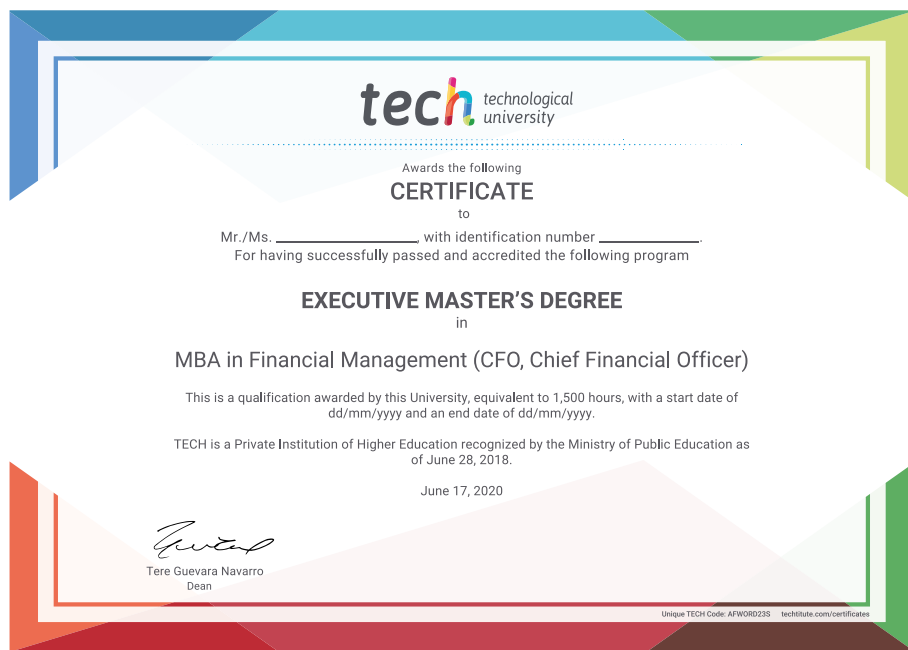 tech technological
university
Awards the following
CERTIFICATE
to
Mr./Ms. ____________________, with identification number ______________.
For having successfully passed and accredited the following program
EXECUTIVE MASTER'S DEGREE
in
MBA in Financial Management (CFO, Chief Financial Officer)
This is a qualification awarded by this University, equivalent to 1,500 hours, with a start date of
dd/mm/yyyy and an end date of dd/mm/yyyy.
TECH is a Private Institution of Higher Education recognized by the Ministry of Public Education as
of June 28, 2018.
June 17, 2020
Tere Guevara Navarro
Dean
Unique TECH Code: AFWORD23S techtitute.com/certificates